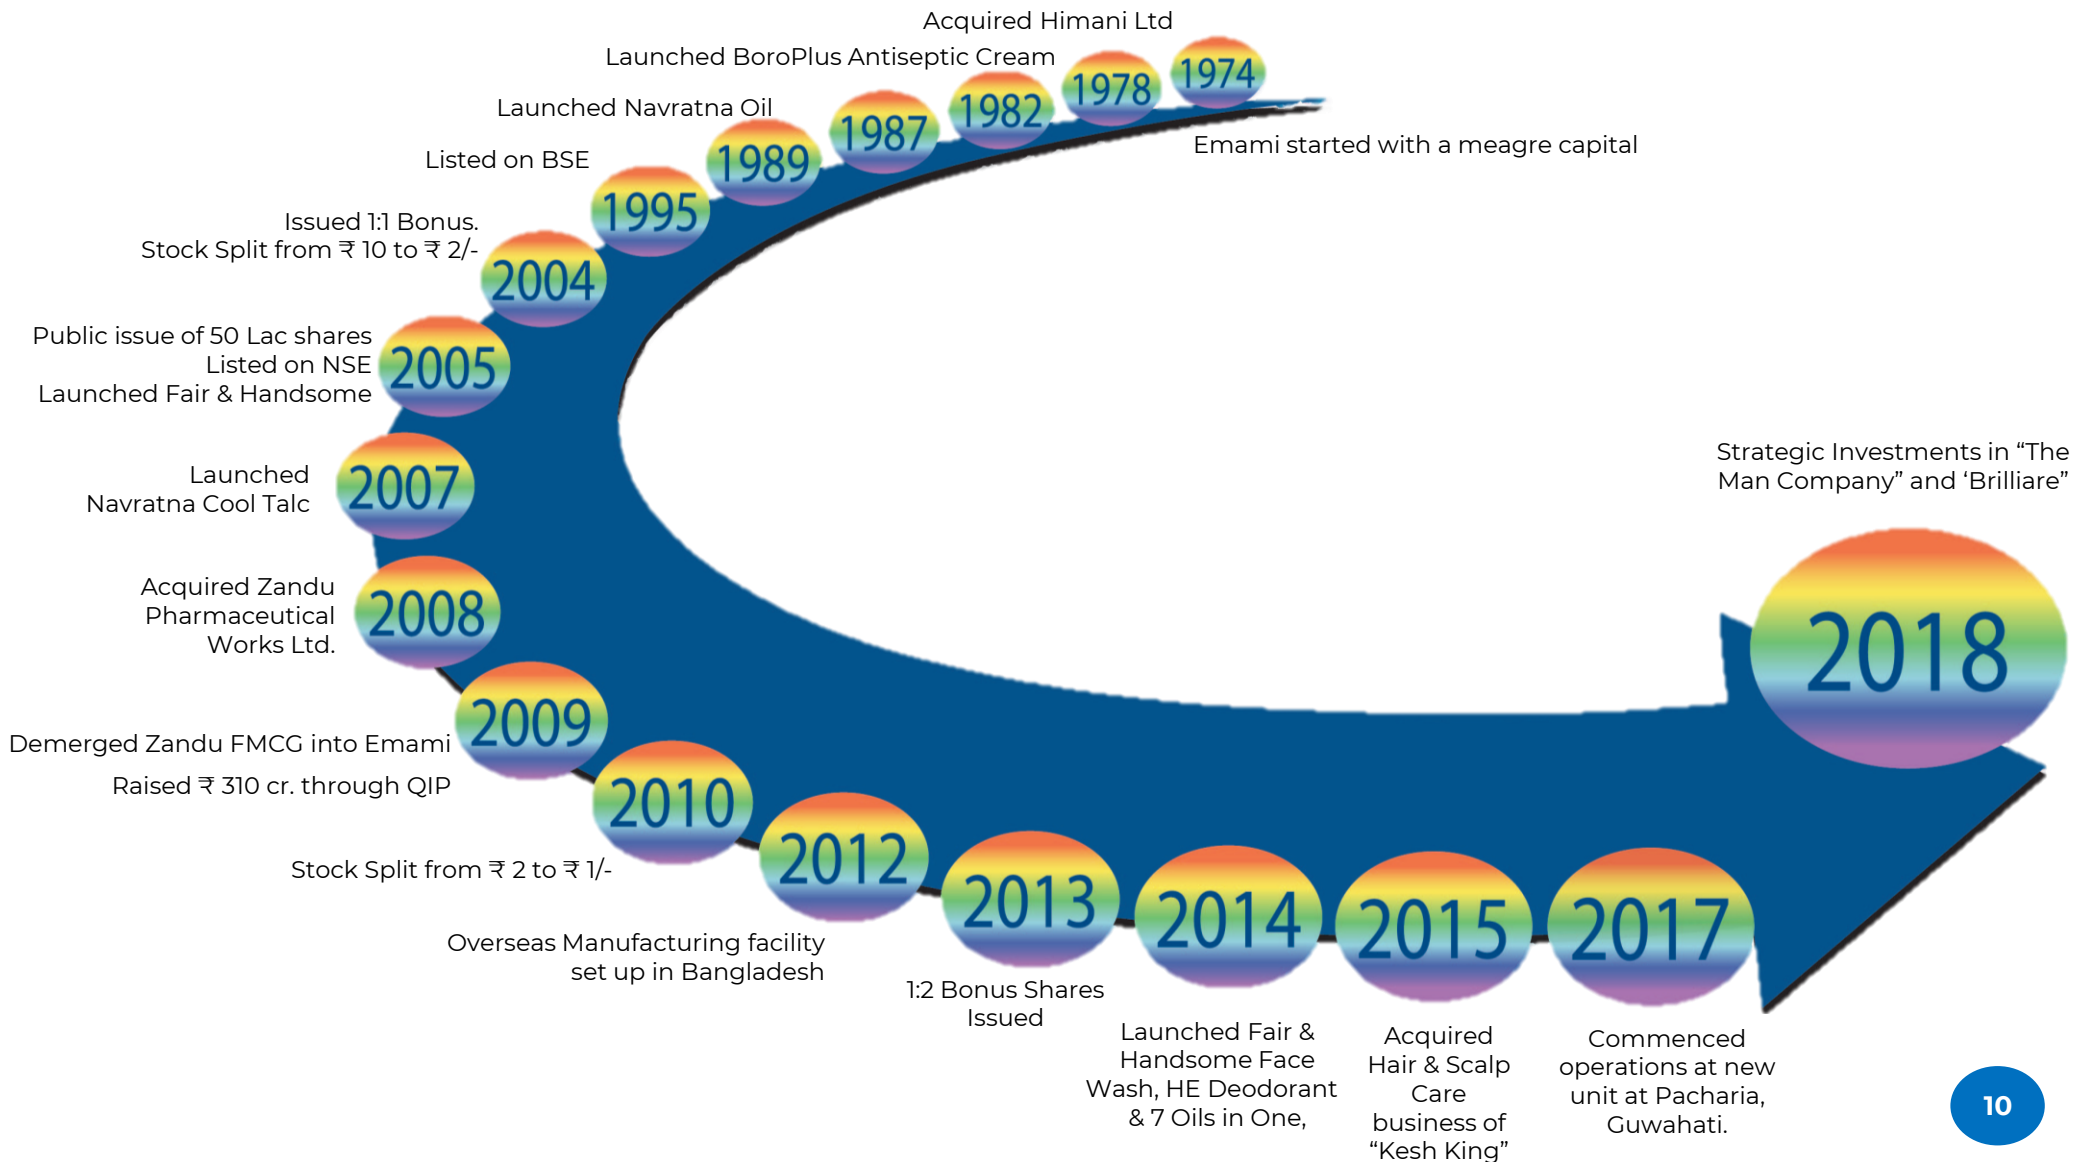 Acquired Himani Ltd
Launched BoroPlus Antiseptic Cream
1974
1978
1982
Launched Navratna Oil
1987
Emami started with a meagre capital
1989
Listed on BSE
1995
Issued 1:1 Bonus.
Stock Split from ₹ 10 to ₹ 2/-
2004
Public issue of 50 Lac shares
Listed on NSE
Launched Fair & Handsome
2005
Launched
Navratna Cool Talc
2007
Acquired Zandu
Pharmaceutical
Works Ltd.
2008
Demerged Zandu FMCG into Emami
Raised ₹ 310 cr. through QIP
2009
Stock Split from ₹ 2 to ₹ 1/-
2010
Overseas Manufacturing facility
set up in Bangladesh
2012
2013
1:2 Bonus Shares
Issued
2014
Launched Fair &
Handsome Face
Wash, HE Deodorant
& 7 Oils in One,
2015
Acquired
Hair & Scalp
Care
business of
“Kesh King”
2017
Commenced
operations at new
unit at Pacharia,
Guwahati.
Strategic Investments in “The
Man Company” and ‘Brilliare”
2018
10